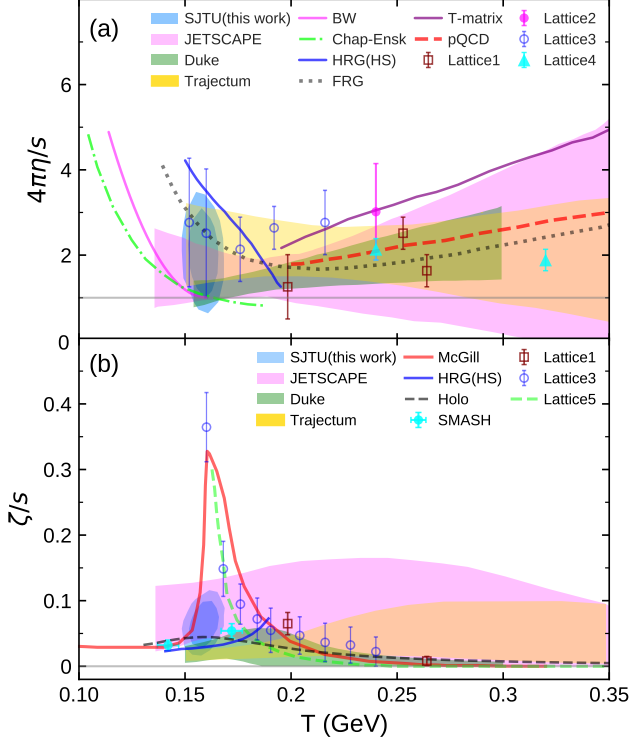 (a)
SJTU(this work) BW T-matrix Lattice2
JETSCAPE Chap-Ensk pQCD Lattice3
Duke HRG(HS) Lattice1 Lattice4
Trajectum FRG
6
4
2
0
4πη/s
(b)
SJTU(this work) McGill Lattice1
JETSCAPE HRG(HS) Lattice3
Duke Holo Lattice5
Trajectum SMASH
0.4
0.3
0.2
0.1
0
ζ/s
0.10 0.15 0.2 0.25 0.3 0.35
T (GeV)